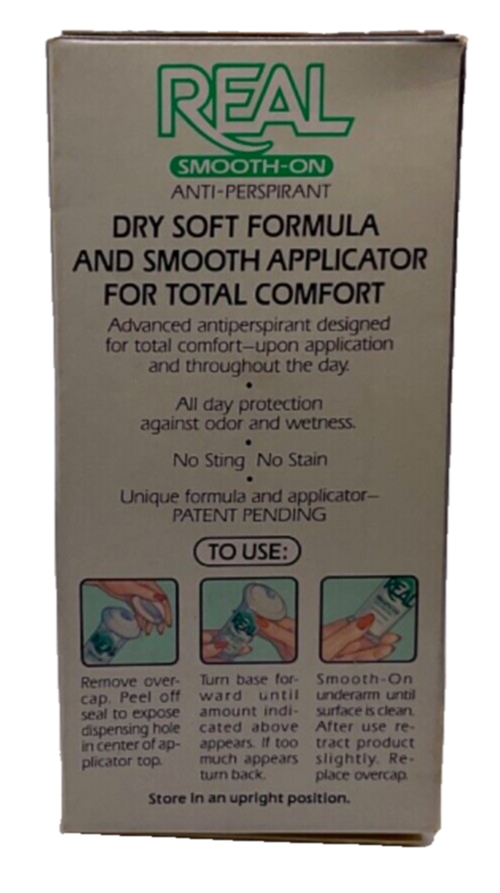 REAL
SMOOTH-ON
ANTI-PERSPIRANT
DRY SOFT FORMULA
AND SMOOTH APPLICATOR
FOR TOTAL COMFORT
Advanced antiperspirant designed
for total comfort—upon application
and throughout the day.
•
All day protection
against odor and wetness.
•
No Sting No Stain
•
Unique formula and applicator—
PATENT PENDING
TO USE:
REAL
Remove over-
cap. Peel off
seal to expose
dispensing hole
in center of ap-
plicator top.
Turn base for-
ward until
amount indi-
cated above
appears. If too
much appears
turn back.
Smooth-On
underarm until
surface is clean.
After use re-
tract product
slightly. Re-
place overcap.
Store in an upright position.